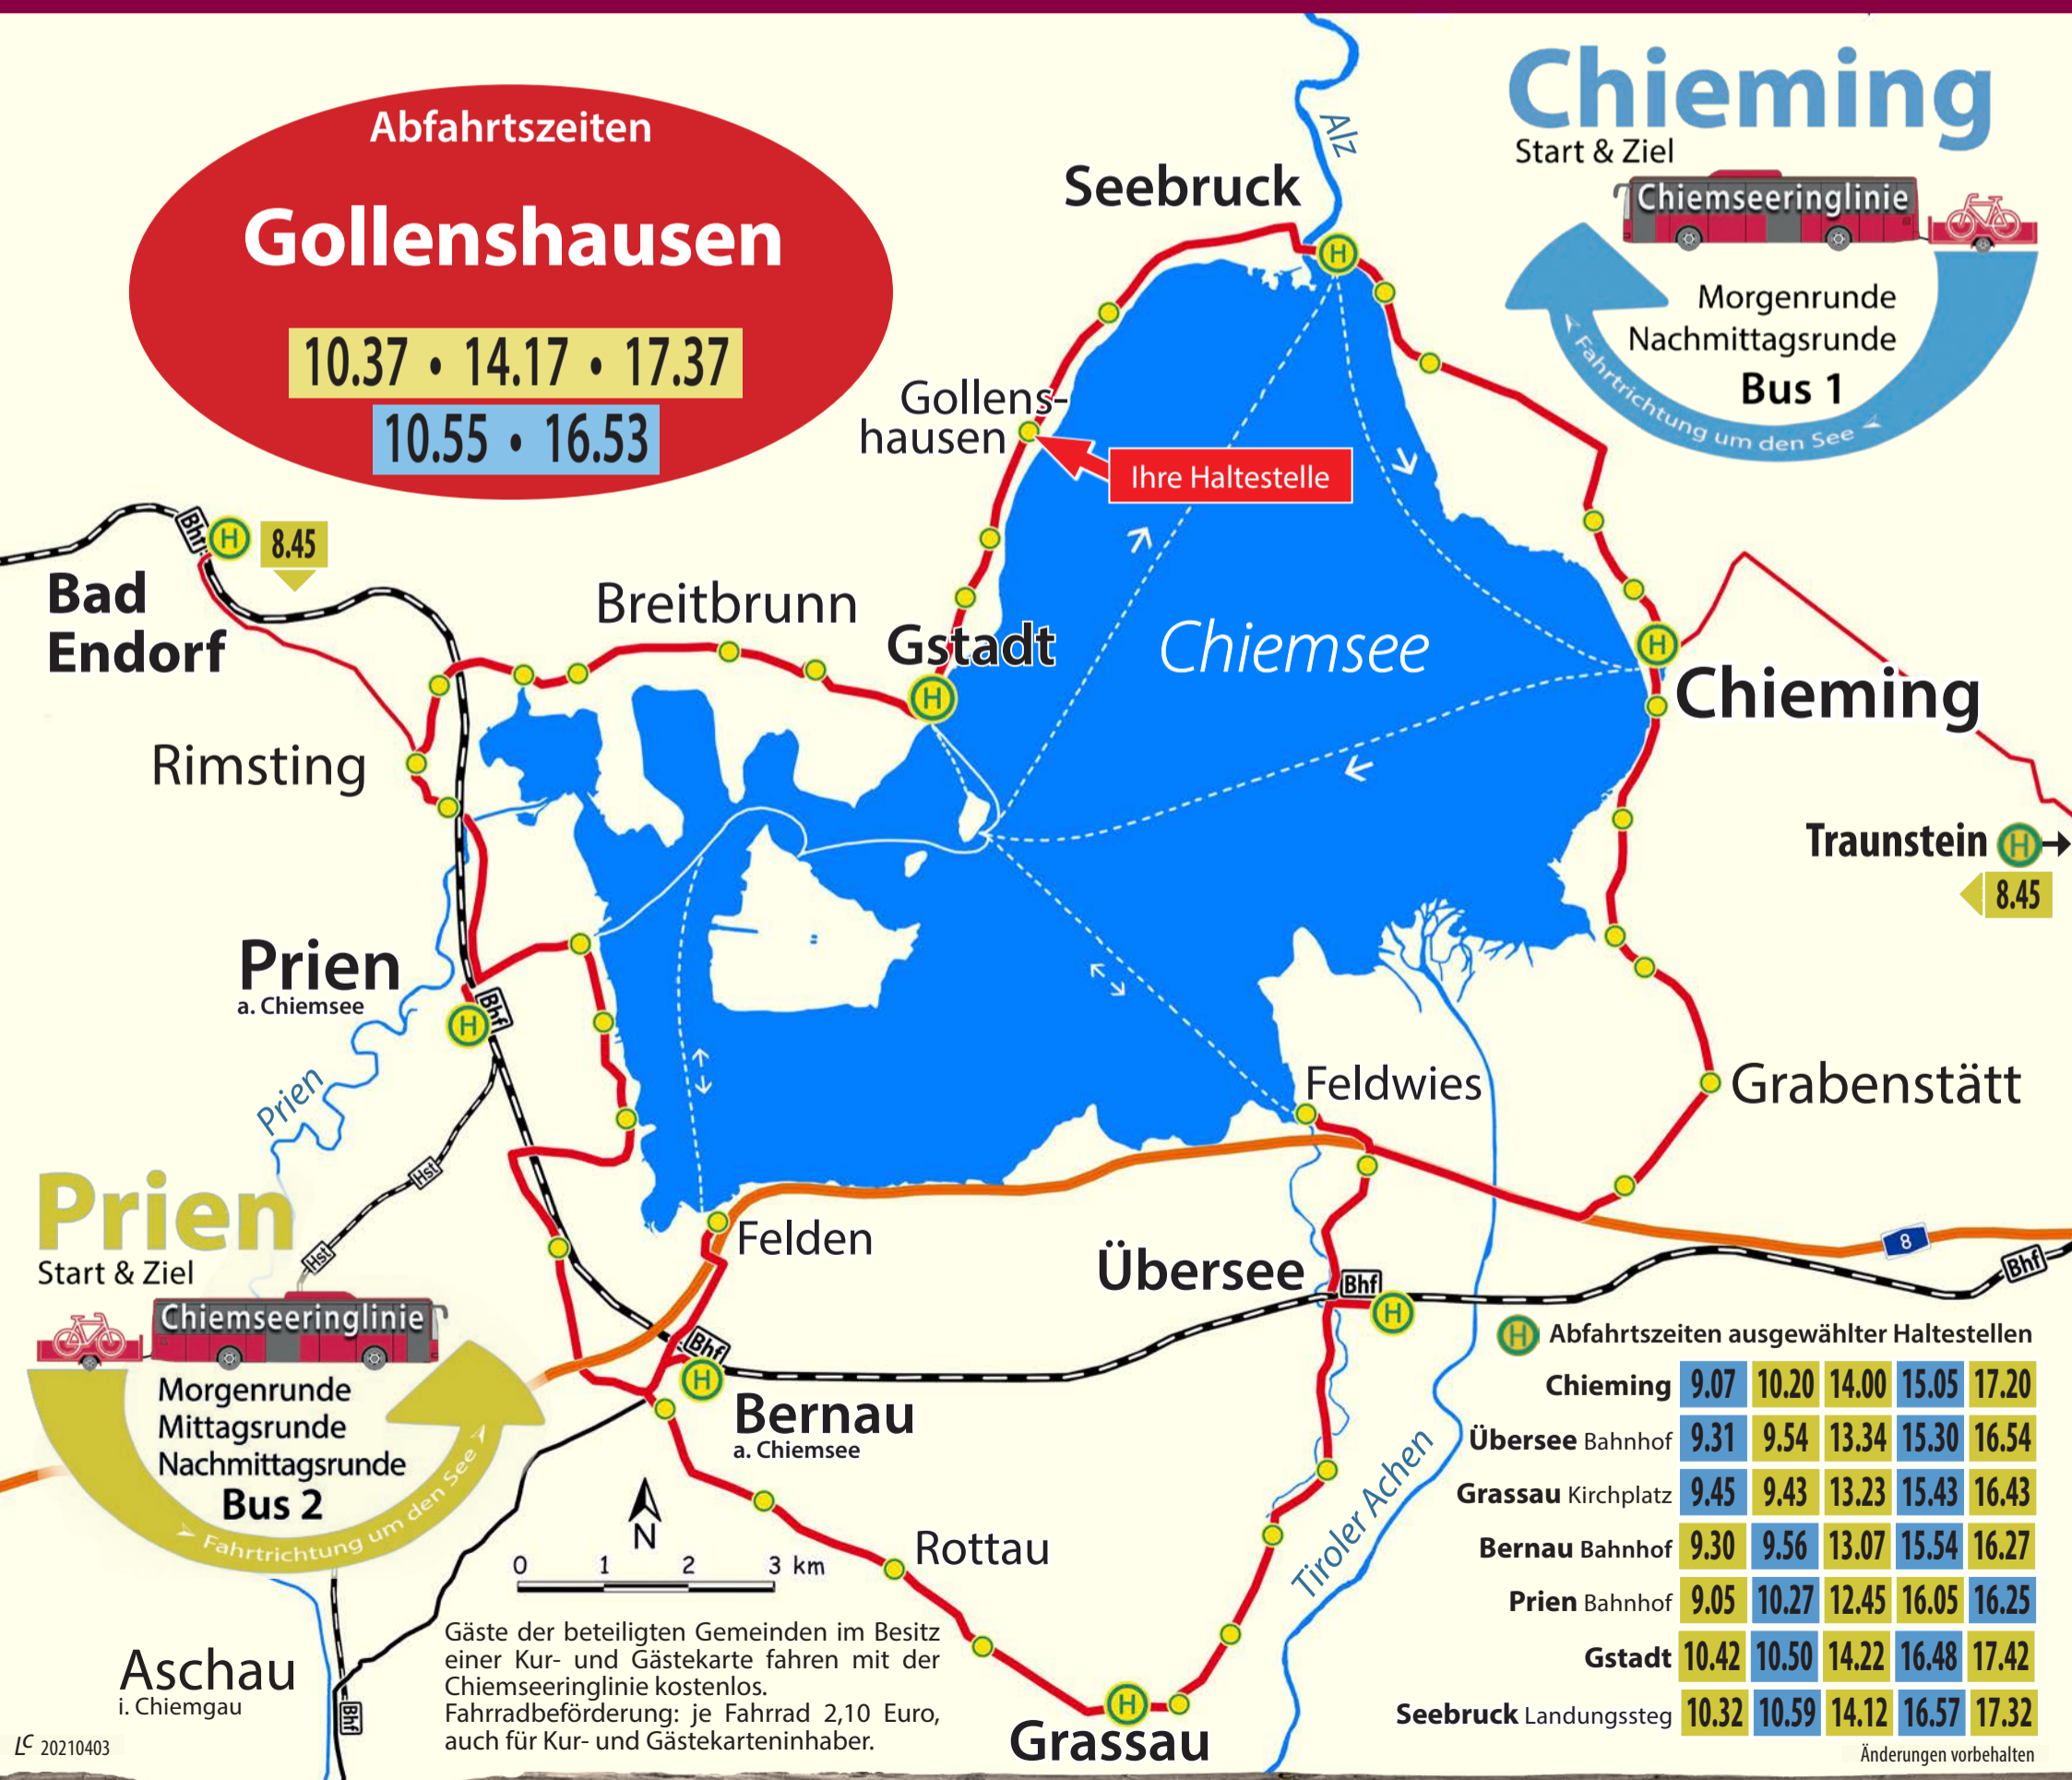 Abfahrtszeiten
Gollenshausen
10.37 • 14.17 • 17.37
10.55 • 16.53
Chieming
Start & Ziel
Chiemseeringlinie
Morgenrunde
Nachmittagsrunde
Bus 1
Fahrtrichtung um den See
Alz
Seebruck
H
Gollens-
hausen
Ihre Haltestelle
Bhf
H
8.45
Bad
Endorf
Breitbrunn
Gstadt
H
Chiemsee
H
Chieming
Rimsting
Traunstein H
8.45
Prien
a. Chiemsee
Bhf
H
Prien
Feldwies
Grabenstätt
Hst
Hst
Prien
Start & Ziel
Chiemseeringlinie
Morgenrunde
Mittagsrunde
Nachmittagsrunde
Bus 2
Fahrtrichtung um den See
Felden
Übersee
Bhf
H
8
Bhf
Bhf
H
Bernau
a. Chiemsee
N
0 1 2 3 km
Rottau
Tiroler Achen
Aschau
i. Chiemgau
Bhf
H
Grassau
Gäste der beteiligten Gemeinden im Besitz
einer Kur- und Gästekarte fahren mit der
Chiemseeringlinie kostenlos.
Fahrradbeförderung: je Fahrrad 2,10 Euro,
auch für Kur- und Gästekarteninhaber.
H Abfahrtszeiten ausgewählter Haltestellen
Chieming 9.07 10.20 14.00 15.05 17.20
Übersee Bahnhof 9.31 9.54 13.34 15.30 16.54
Grassau Kirchplatz 9.45 9.43 13.23 15.43 16.43
Bernau Bahnhof 9.30 9.56 13.07 15.54 16.27
Prien Bahnhof 9.05 10.27 12.45 16.05 16.25
Gstadt 10.42 10.50 14.22 16.48 17.42
Seebruck Landungssteg 10.32 10.59 14.12 16.57 17.32
Änderungen vorbehalten
LC 20210403